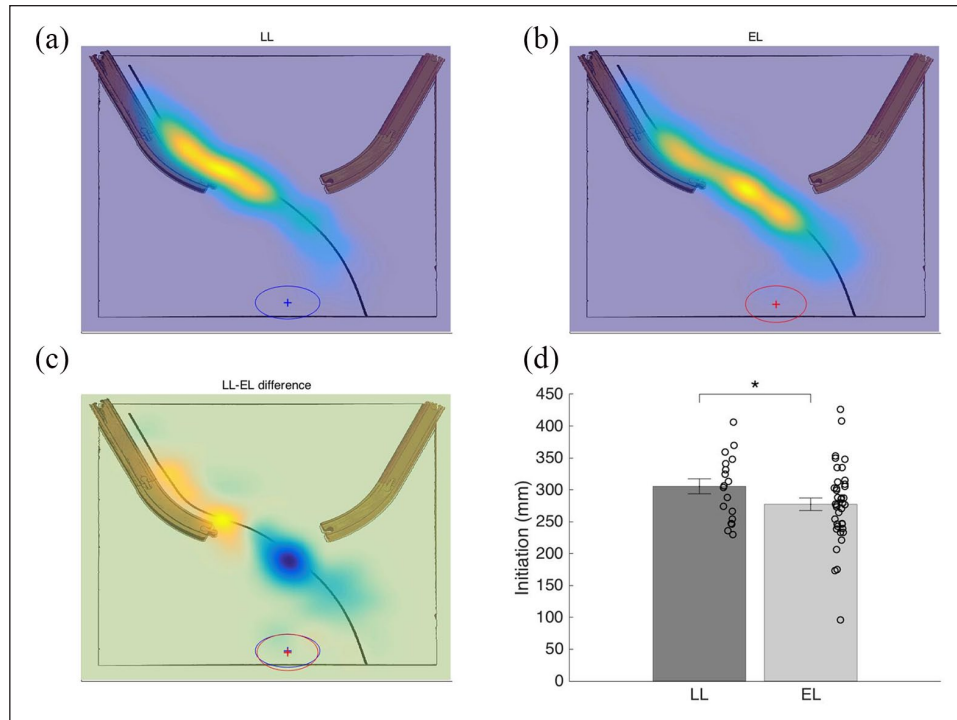 (a)
LL
(b)
EL
(c)
LL-EL difference
(d)
*
Initiation (mm)
450
400
350
300
250
200
150
100
50
0
LL
EL